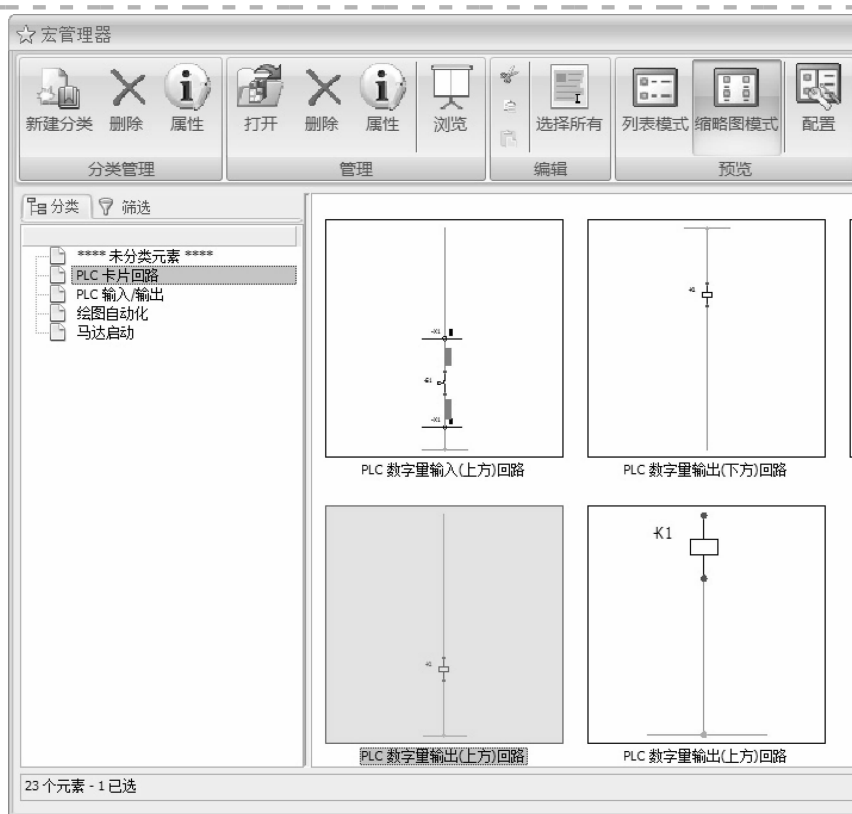 宏管理器
新建分类 删除 属性 打开 删除 属性 浏览 选择所有 列表模式 缩略图模式 配置
分类管理 管理 编辑 预览
分类 筛选
**** 未分类元素 ****
PLC 卡片回路
PLC 输入/输出
绘图自动化
马达启动
-X1
-X1
PLC 数字量输入(上方)回路 PLC 数字量输出(下方)回路
-K1
PLC 数字量输出(上方)回路 PLC 数字量输出(上方)回路
23 个元素 - 1 已选